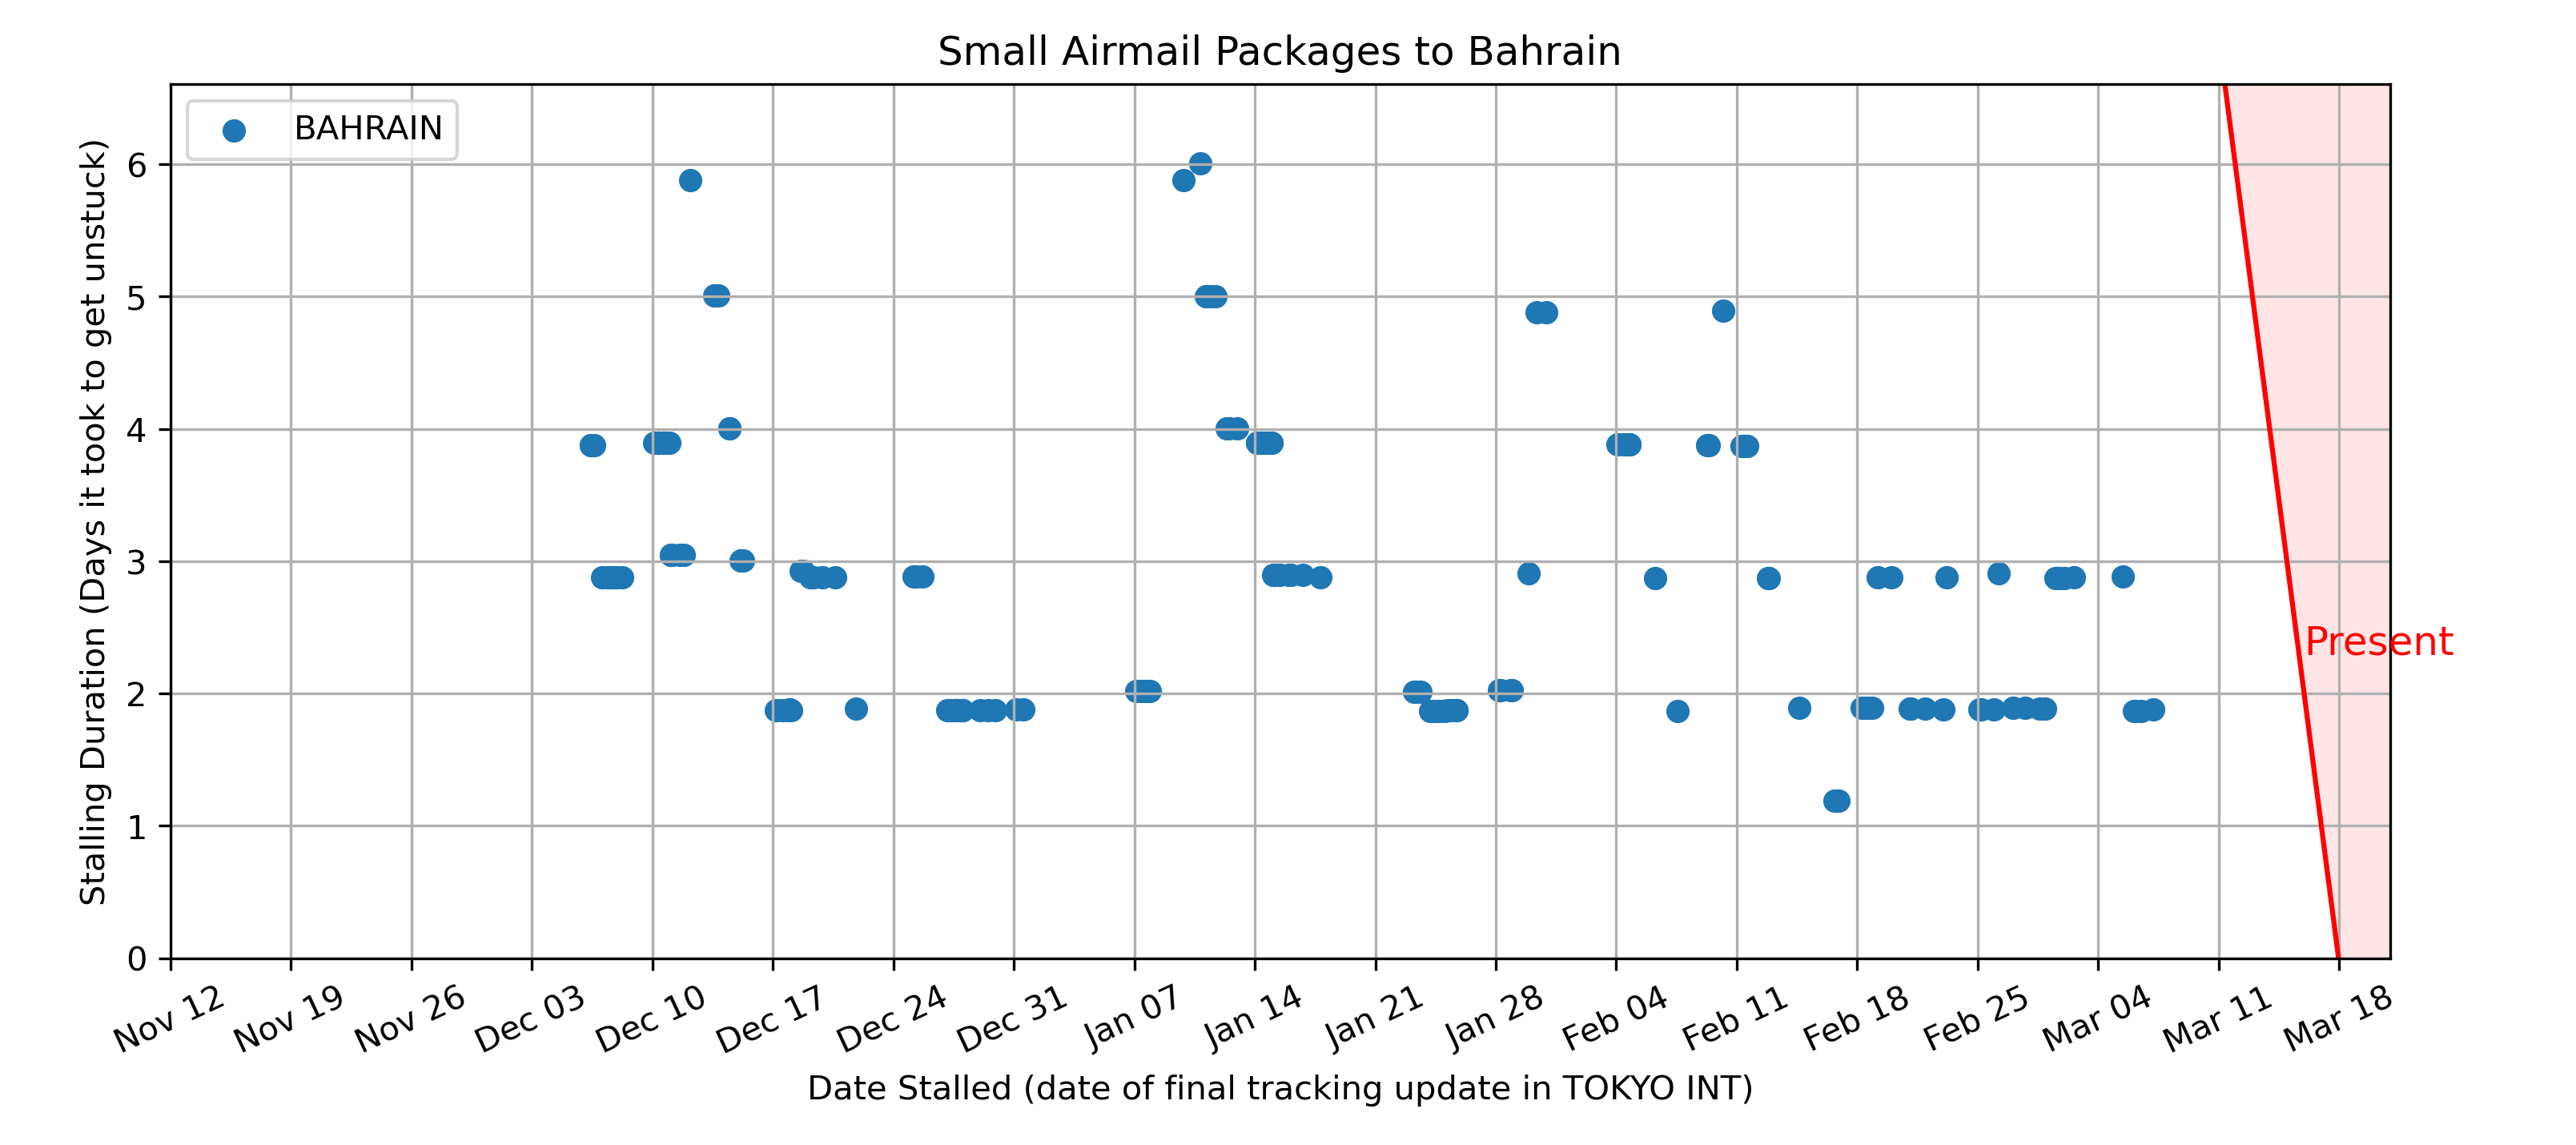 Small Airmail Packages to Bahrain
BAHRAIN
Stalling Duration (Days it took to get unstuck)
6
5
4
3
2
1
0
Present
Nov 12
Nov 19
Nov 26
Dec 03
Dec 10
Dec 17
Dec 24
Dec 31
Jan 07
Jan 14
Jan 21
Jan 28
Feb 04
Feb 11
Feb 18
Feb 25
Mar 04
Mar 11
Mar 18
Date Stalled (date of final tracking update in TOKYO INT)